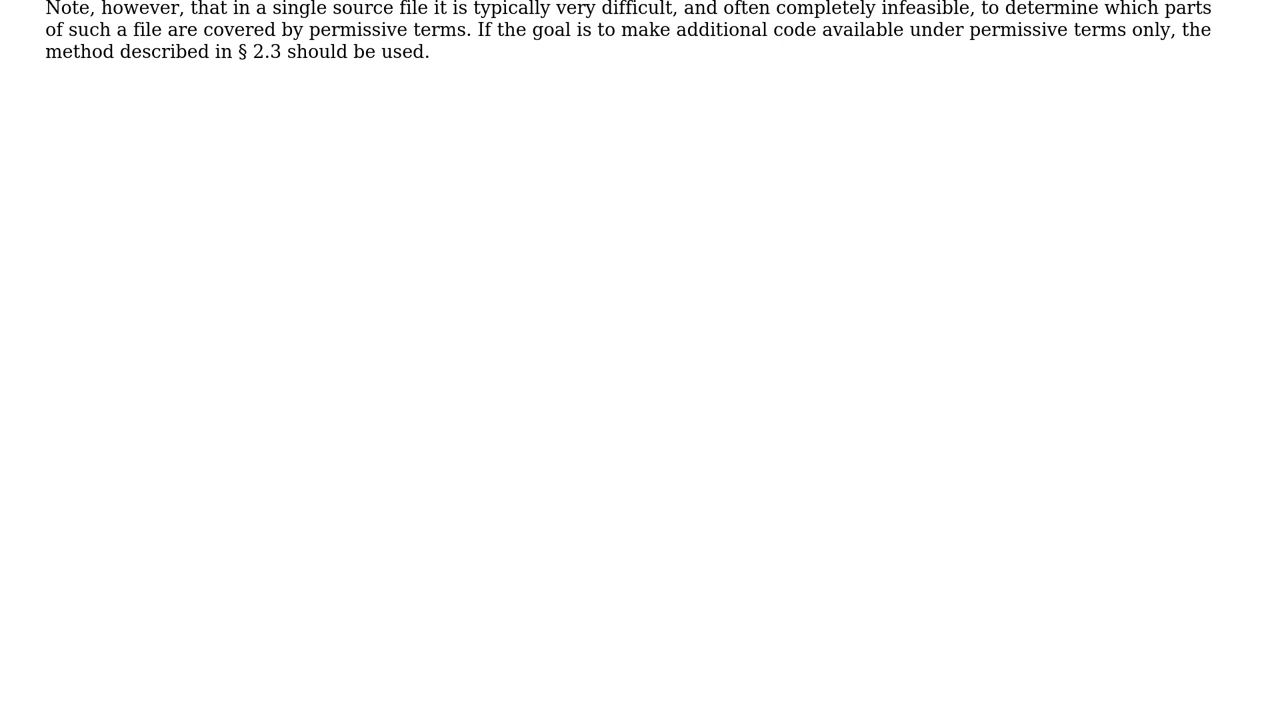 Note, however, that in a single source file it is typically very difficult, and often completely infeasible, to determine which parts
of such a file are covered by permissive terms. If the goal is to make additional code available under permissive terms only, the
method described in § 2.3 should be used.